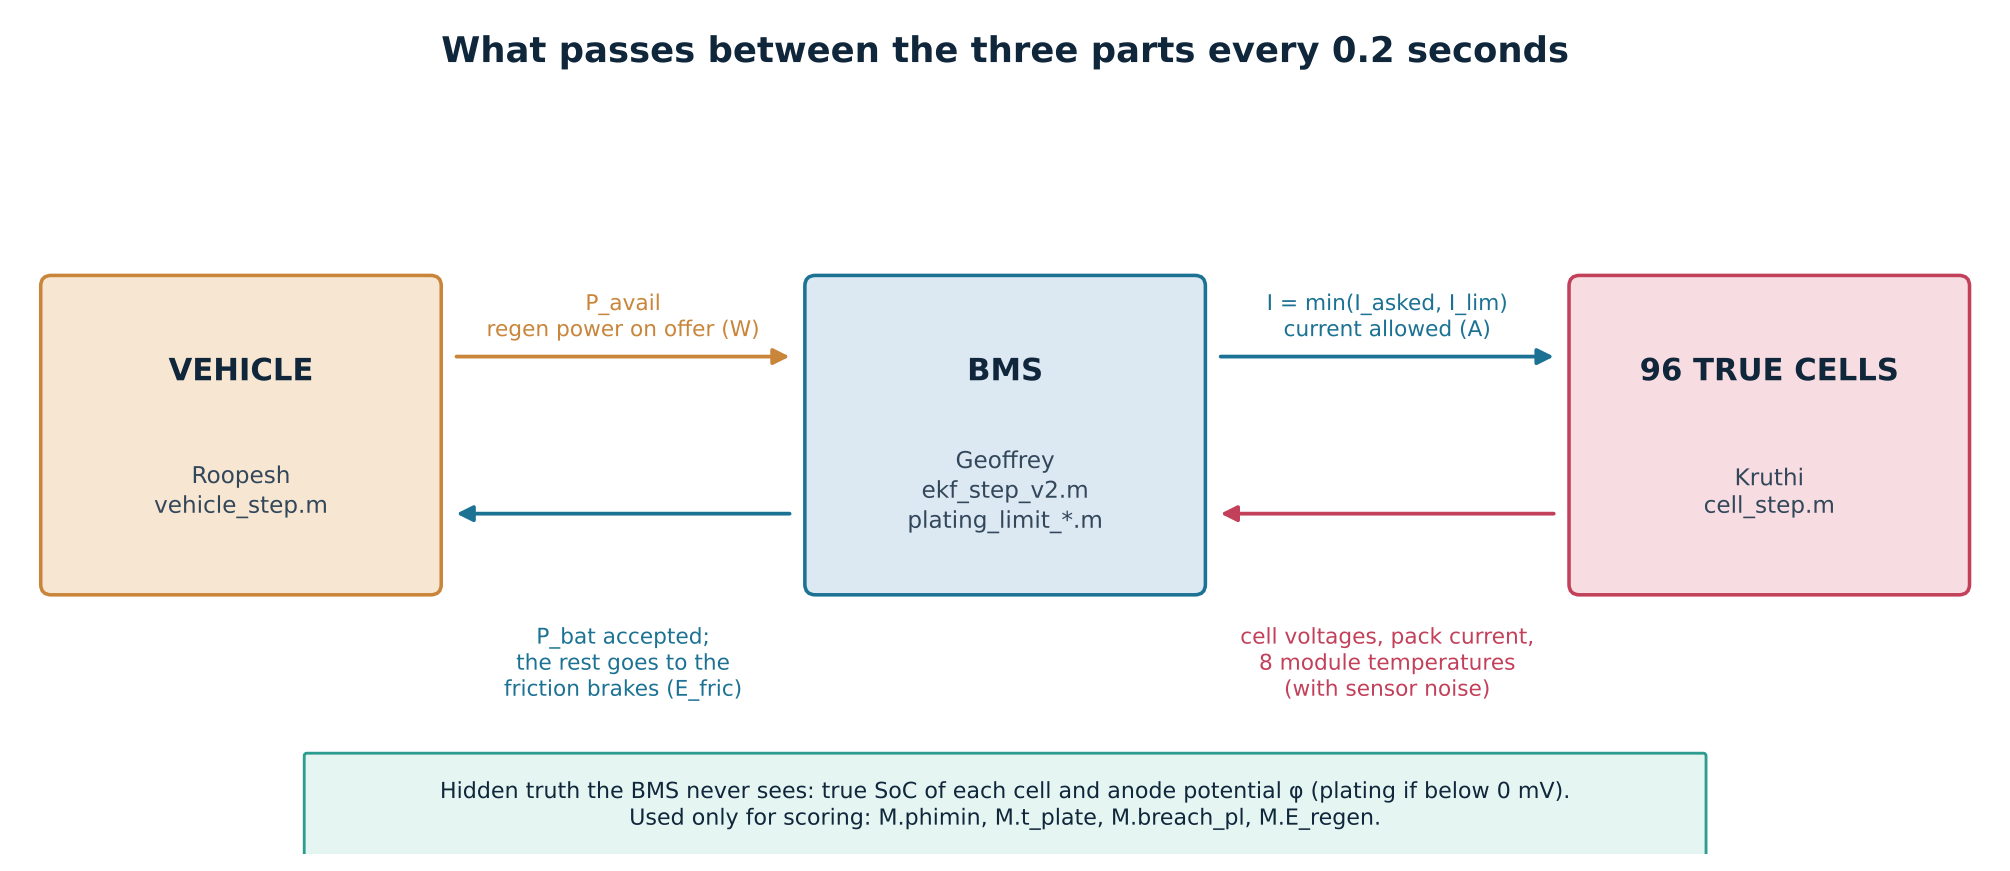 What passes between the three parts every 0.2 seconds
P_avail
regen power on offer (W)
I = min(I_asked, I_lim)
current allowed (A)
VEHICLE
BMS
96 TRUE CELLS
Roopesh
vehicle_step.m
Geoffrey
ekf_step_v2.m
plating_limit_*.m
Kruthi
cell_step.m
P_bat accepted;
the rest goes to the
friction brakes (E_fric)
cell voltages, pack current,
8 module temperatures
(with sensor noise)
Hidden truth the BMS never sees: true SoC of each cell and anode potential φ (plating if below 0 mV).
Used only for scoring: M.phimin, M.t_plate, M.breach_pl, M.E_regen.